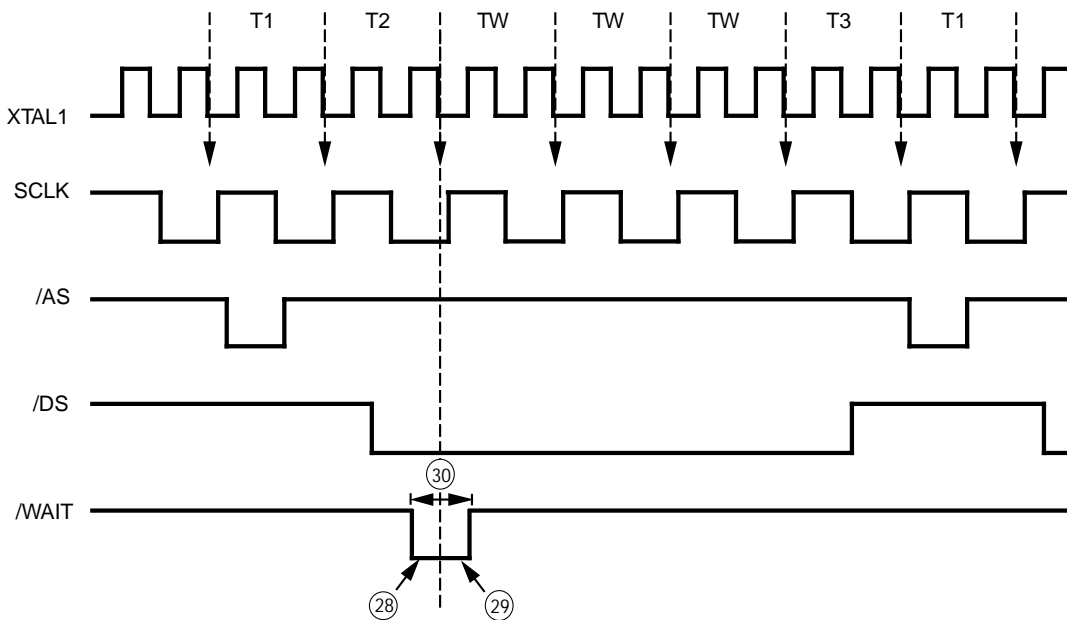 T1 T2 TW TW TW T3 T1
XTAL1
SCLK
/AS
/DS
30
/WAIT
28 29